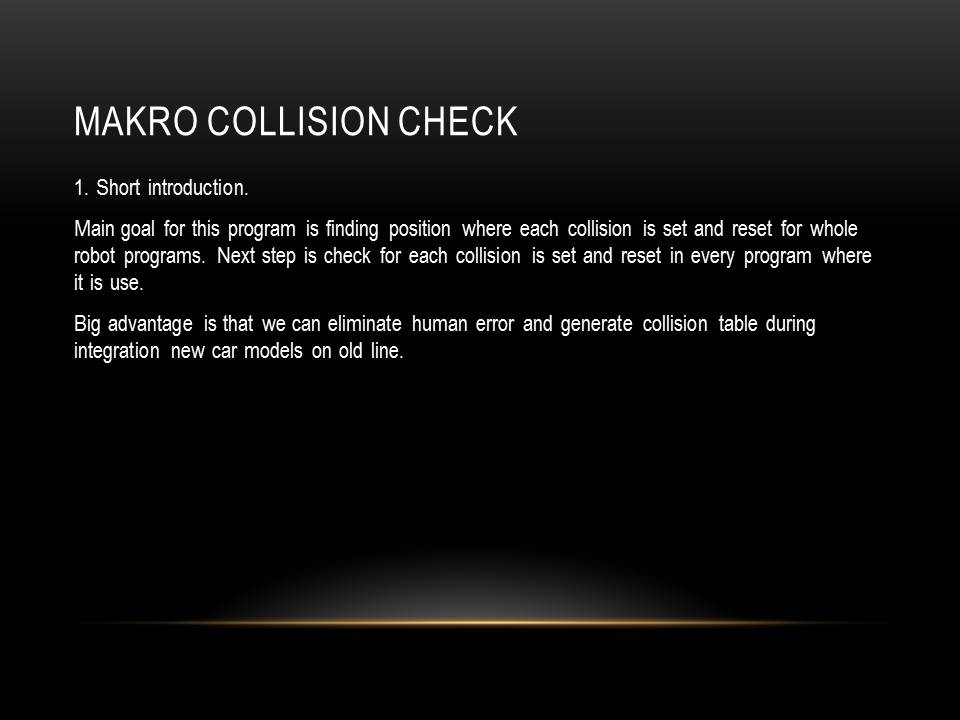 MAKRO COLLISION CHECK
1. Short introduction.
Main goal for this program is finding position where each collision is set and reset for whole
robot programs. Next step is check for each collision is set and reset in every program where
it is use.
Big advantage is that we can eliminate human error and generate collision table during
integration new car models on old line.